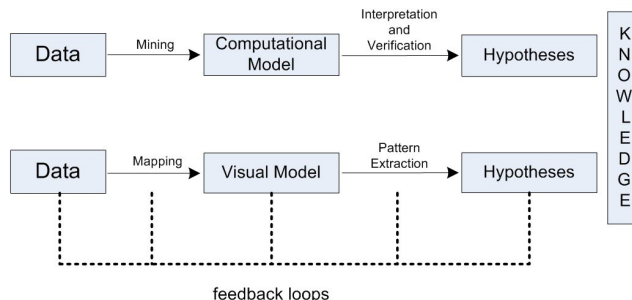 Data
Mining
Computational
Model
Interpretation
and
Verification
Hypotheses
Data
Mapping
Visual Model
Pattern
Extraction
Hypotheses
K
N
O
W
L
E
D
G
E
feedback loops